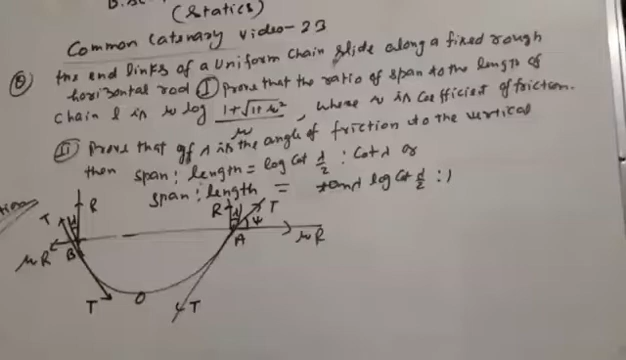 B.Sc
(Statics)
Common Catenary video-23
the end links of a uniform chain slide along a fixed rough
horizontal rod. I prove that the ratio of span to the length of
chain l is μ log (1+√(1+μ²))/μ, where μ is coefficient of friction.
II Prove that if λ is the angle of friction to the vertical
then span : length = log cot λ/2 : cot λ or
span : length = tan λ log cot λ/2 : 1
R R λ T
T ψ
μR B A μR
T O T